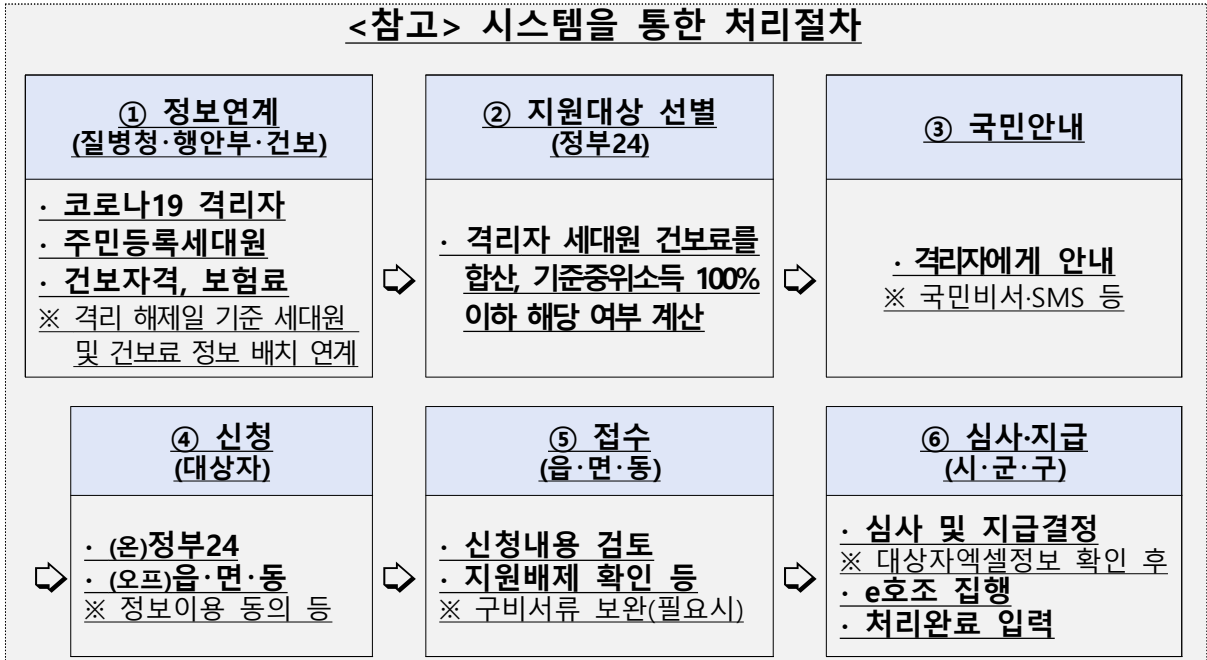 <참고> 시스템을 통한 처리절차
① 정보연계
(질병청·행안부·건보)
· 코로나19 격리자
· 주민등록세대원
· 건보자격, 보험료
※ 격리 해제일 기준 세대원
및 건보료 정보 배치 연계
② 지원대상 선별
(정부24)
· 격리자 세대원 건보료를
합산, 기준중위소득 100%
이하 해당 여부 계산
③ 국민안내
· 격리자에게 안내
※ 국민비서·SMS 등
④ 신청
(대상자)
· (온)정부24
· (오프)읍·면·동
※ 정보이용 동의 등
⑤ 접수
(읍·면·동)
· 신청내용 검토
· 지원배제 확인 등
※ 구비서류 보완(필요시)
⑥ 심사·지급
(시·군·구)
· 심사 및 지급결정
※ 대상자엑셀정보 확인 후
· e호조 집행
· 처리완료 입력